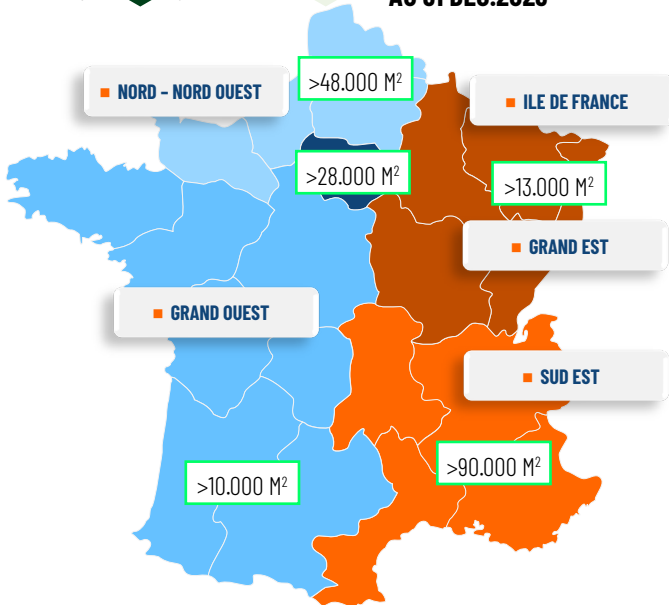 >48.000 M²
NORD – NORD OUEST
ILE DE FRANCE
>28.000 M²
>13.000 M²
GRAND EST
GRAND OUEST
SUD EST
>90.000 M²
>10.000 M²